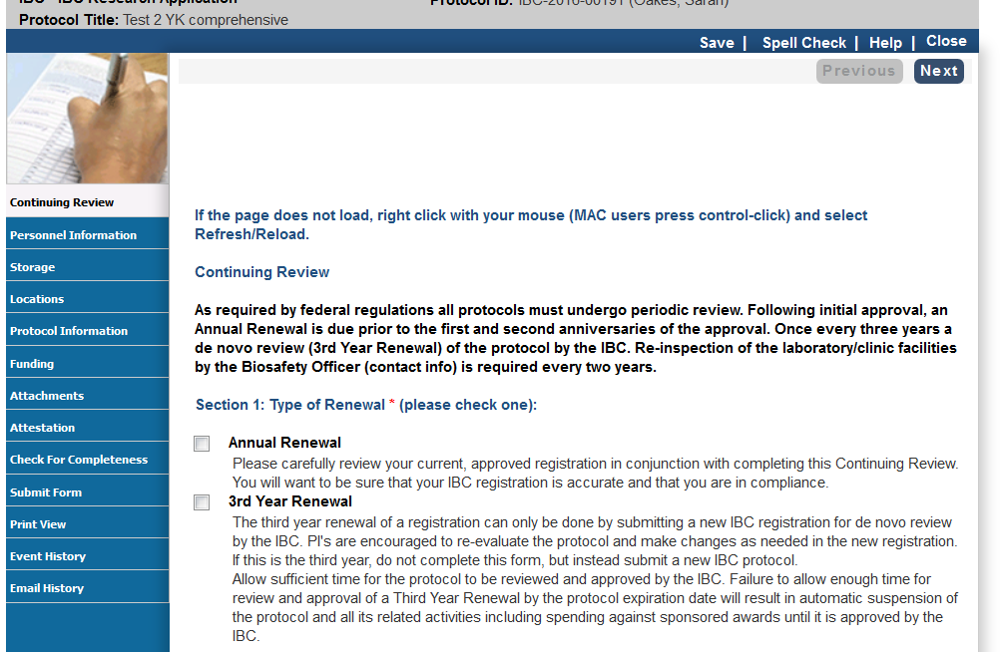 IBC - IBC Research Application
Protocol ID: IBC-2016-00191 (Oakes, Sarah)
Protocol Title: Test 2 YK comprehensive
Save | Spell Check | Help | Close
Previous Next
Continuing Review
Personnel Information
Storage
Locations
Protocol Information
Funding
Attachments
Attestation
Check For Completeness
Submit Form
Print View
Event History
Email History
If the page does not load, right click with your mouse (MAC users press control-click) and select
Refresh/Reload.
Continuing Review
As required by federal regulations all protocols must undergo periodic review. Following initial approval, an
Annual Renewal is due prior to the first and second anniversaries of the approval. Once every three years a
de novo review (3rd Year Renewal) of the protocol by the IBC. Re-inspection of the laboratory/clinic facilities
by the Biosafety Officer (contact info) is required every two years.
Section 1: Type of Renewal * (please check one):
Annual Renewal
Please carefully review your current, approved registration in conjunction with completing this Continuing Review.
You will want to be sure that your IBC registration is accurate and that you are in compliance.
3rd Year Renewal
The third year renewal of a registration can only be done by submitting a new IBC registration for de novo review
by the IBC. PI's are encouraged to re-evaluate the protocol and make changes as needed in the new registration.
If this is the third year, do not complete this form, but instead submit a new IBC protocol.
Allow sufficient time for the protocol to be reviewed and approved by the IBC. Failure to allow enough time for
review and approval of a Third Year Renewal by the protocol expiration date will result in automatic suspension of
the protocol and all its related activities including spending against sponsored awards until it is approved by the
IBC.